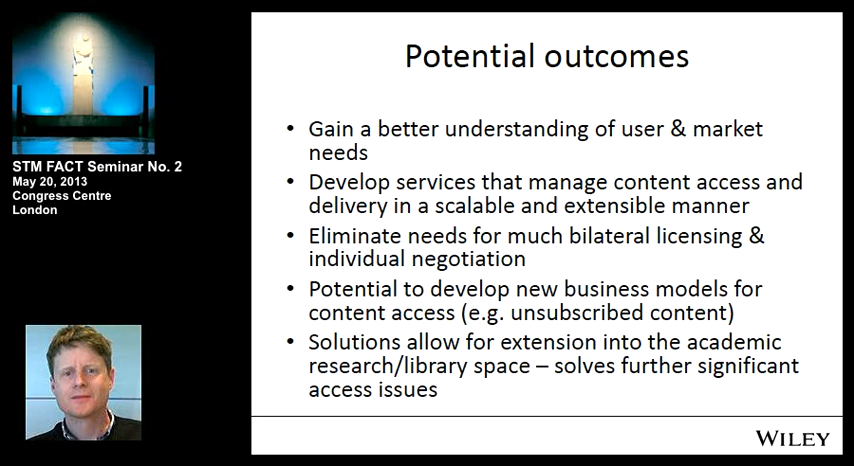 STM FACT Seminar No. 2
May 20, 2013
Congress Centre
London
Potential outcomes
• Gain a better understanding of user & market
needs
• Develop services that manage content access and
delivery in a scalable and extensible manner
• Eliminate needs for much bilateral licensing &
individual negotiation
• Potential to develop new business models for
content access (e.g. unsubscribed content)
• Solutions allow for extension into the academic
research/library space – solves further significant
access issues
WILEY